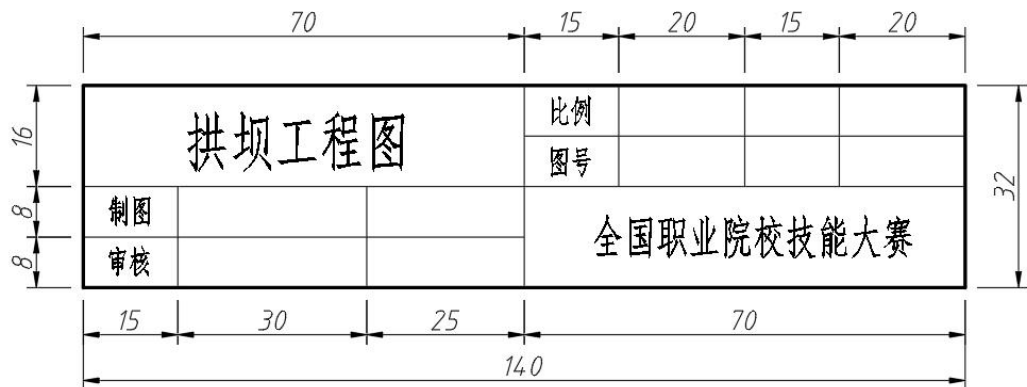 70 15 20 15 20
拱坝工程图 比例
图号
16 8 8
制图
审核
全国职业院校技能大赛
32
15 30 25 70
140